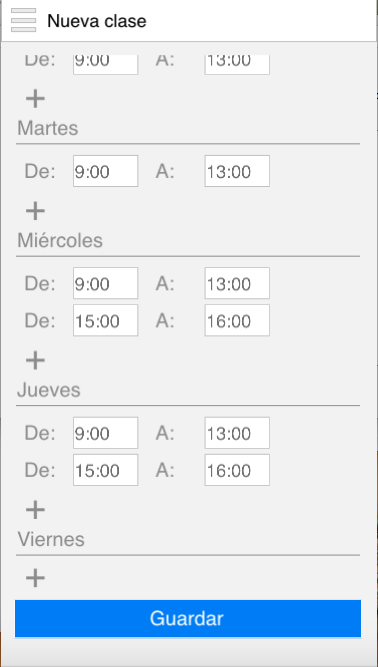 Nueva clase
De: 9:00 A: 13:00
+
Martes
De: 9:00 A: 13:00
+
Miércoles
De: 9:00 A: 13:00
De: 15:00 A: 16:00
+
Jueves
De: 9:00 A: 13:00
De: 15:00 A: 16:00
+
Viernes
+
Guardar